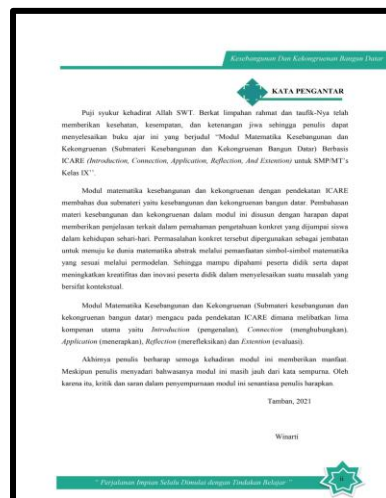 Kesebangunan Dan Kekongruenan Bangun Datar
KATA PENGANTAR
Puji syukur kehadirat Allah SWT. Berkat limpahan rahmat dan taufik-Nya telah
memberikan kesehatan, kesempatan, dan ketenangan jiwa sehingga penulis dapat
menyelesaikan buku ajar ini yang berjudul “Modul Matematika Kesebangunan dan
Kekongruenan (Submateri Kesebangunan dan Kekongruenan Bangun Datar) Berbasis
ICARE (Introduction, Connection, Application, Reflection, And Extention) untuk SMP/MT’s
Kelas IX’’.
Modul matematika kesebangunan dan kekongruenan dengan pendekatan ICARE
membahas dua submateri yaitu kesebangunan dan kekongruenan bangun datar. Pembahasan
materi kesebangunan dan kekongruenan dalam modul ini disusun dengan harapan dapat
memberikan penjelasan terkait dalam pemahaman pengetahuan konkret yang dijumpai siswa
dalam kehidupan sehari-hari. Permasalahan konkret tersebut dipergunakan sebagai jembatan
untuk menuju ke dunia matematika abstrak melalui pemanfaatan simbol-simbol matematika
yang sesuai melalui permodelan. Sehingga mampu dipahami peserta didik serta dapat
meningkatkan kreatifitas dan inovasi peserta didik dalam menyelesaikan suatu masalah yang
bersifat kontekstual.
Modul Matematika Kesebangunan dan Kekongruenan (Submateri kesebangunan dan
kekongruenan bangun datar) mengacu pada pendekatan ICARE dimana melibatkan lima
kompenan utama yaitu Introduction (pengenalan), Connection (menghubungkan).
Application (menerapkan), Reflection (merefleksikan) dan Extention (evaluasi).
Akhirnya penulis berharap semoga kehadiran modul ini memberikan manfaat.
Meskipun penulis menyadari bahwasanya modul ini masih jauh dari kata sempurna. Oleh
karena itu, kritik dan saran dalam penyempurnaan modul ini senantiasa penulis harapkan.
Tamban, 2021
Winarti
“ Perjalanan Impian Selalu Dimulai dengan Tindakan Belajar ”
ii